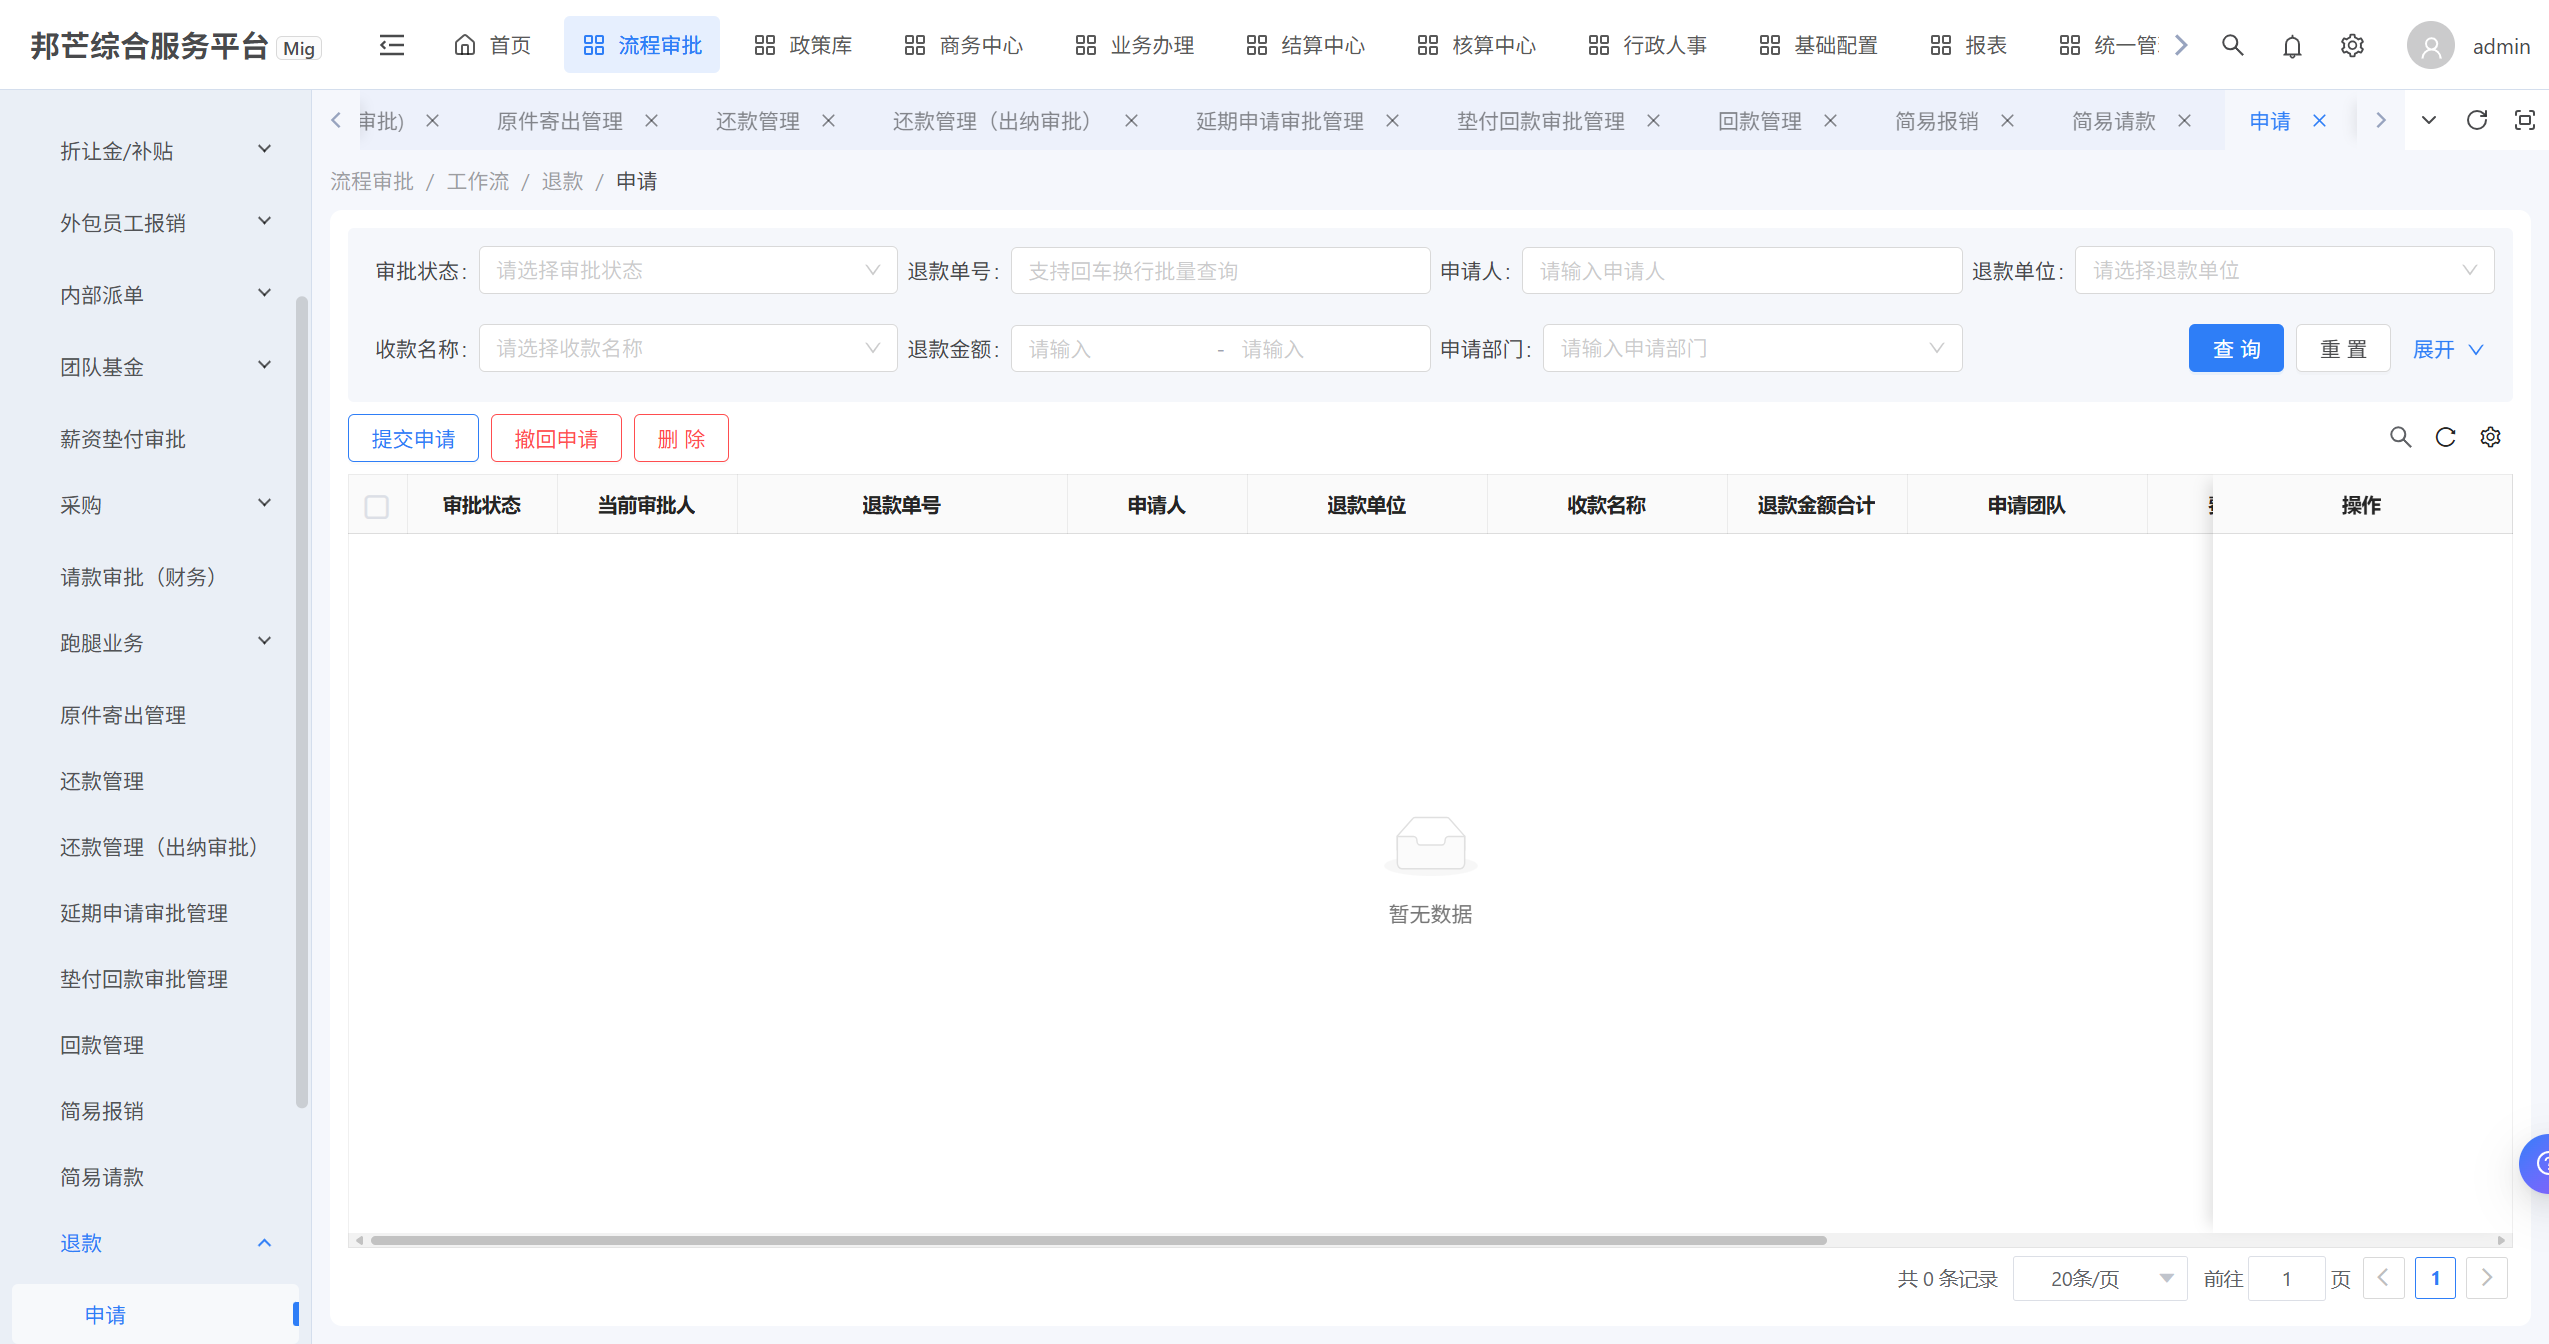 邦芒综合服务平台 Mig
首页 流程审批 政策库 商务中心 业务办理 结算中心 核算中心 行政人事 基础配置 报表 统一管 admin
审批) 原件寄出管理 还款管理 还款管理（出纳审批） 延期申请审批管理 垫付回款审批管理 回款管理 简易报销 简易请款 申请
流程审批 / 工作流 / 退款 / 申请
折让金/补贴
外包员工报销
内部派单
团队基金
薪资垫付审批
采购
请款审批（财务）
跑腿业务
原件寄出管理
还款管理
还款管理（出纳审批）
延期申请审批管理
垫付回款审批管理
回款管理
简易报销
简易请款
退款
申请
审批状态: 请选择审批状态 退款单号: 支持回车换行批量查询 申请人: 请输入申请人 退款单位: 请选择退款单位
收款名称: 请选择收款名称 退款金额: 请输入 - 请输入 申请部门: 请输入申请部门 查 询 重 置 展开
提交申请 撤回申请 删 除
审批状态 当前审批人 退款单号 申请人 退款单位 收款名称 退款金额合计 申请团队 操作
暂无数据
共 0 条记录 20条/页 前往 1 页 1